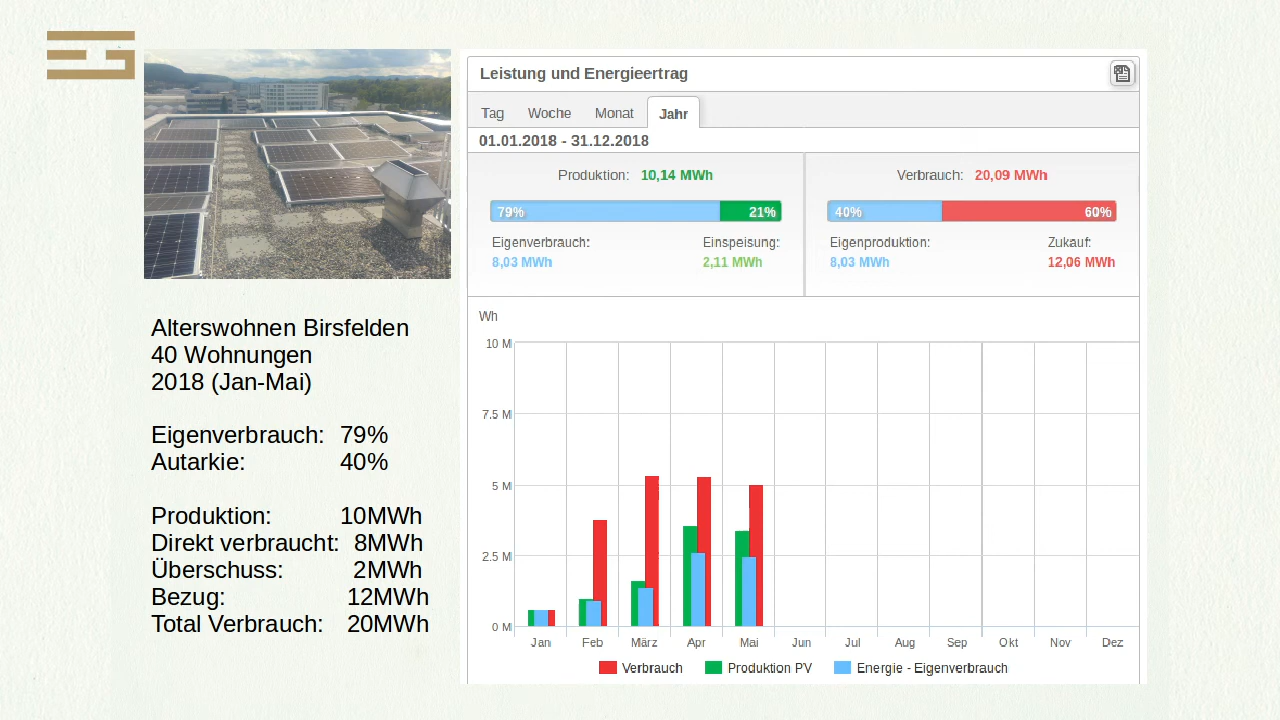 Alterswohnen Birsfelden
40 Wohnungen
2018 (Jan-Mai)
Eigenverbrauch: 79%
Autarkie: 40%
Produktion: 10MWh
Direkt verbraucht: 8MWh
Überschuss: 2MWh
Bezug: 12MWh
Total Verbrauch: 20MWh
Leistung und Energieertrag
Tag Woche Monat Jahr
01.01.2018 - 31.12.2018
Produktion: 10,14 MWh
79% 21%
Eigenverbrauch: Einspeisung:
8,03 MWh 2,11 MWh
Verbrauch: 20,09 MWh
40% 60%
Eigenproduktion: Zukauf:
8,03 MWh 12,06 MWh
Wh
10 M
7.5 M
5 M
2.5 M
0 M
Jan Feb März Apr Mai Jun Jul Aug Sep Okt Nov Dez
Verbrauch Produktion PV Energie - Eigenverbrauch